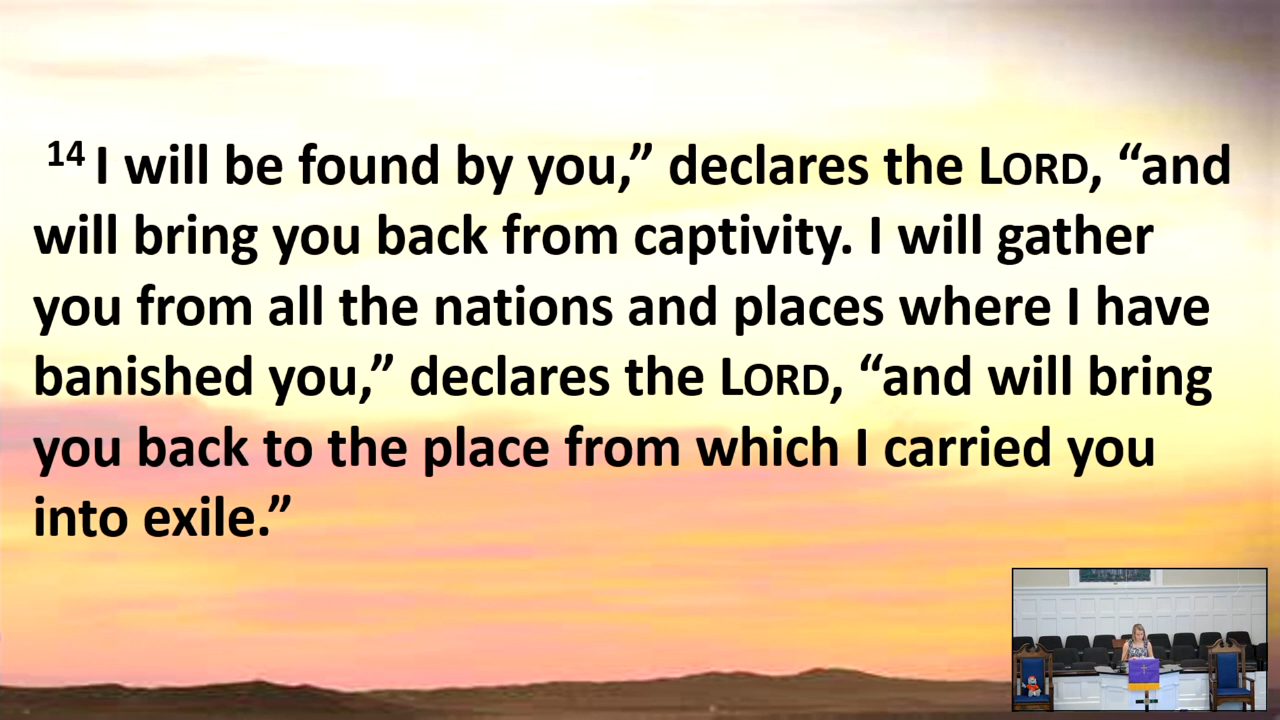 14 I will be found by you,” declares the LORD, “and
will bring you back from captivity. I will gather
you from all the nations and places where I have
banished you,” declares the LORD, “and will bring
you back to the place from which I carried you
into exile.”